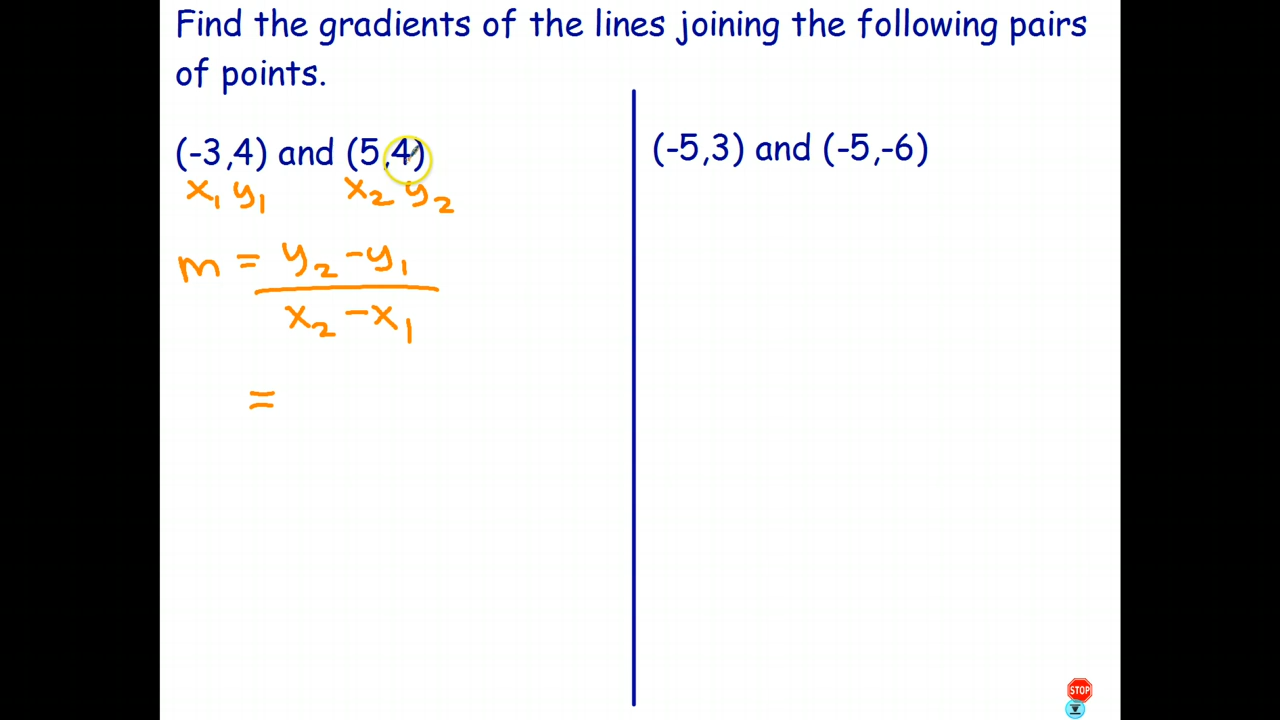 Find the gradients of the lines joining the following pairs
of points.
(-3,4) and (5,4)
x₁ y₁ x₂ y₂
m = y₂ - y₁
x₂ - x₁
=
(-5,3) and (-5,-6)
STOP